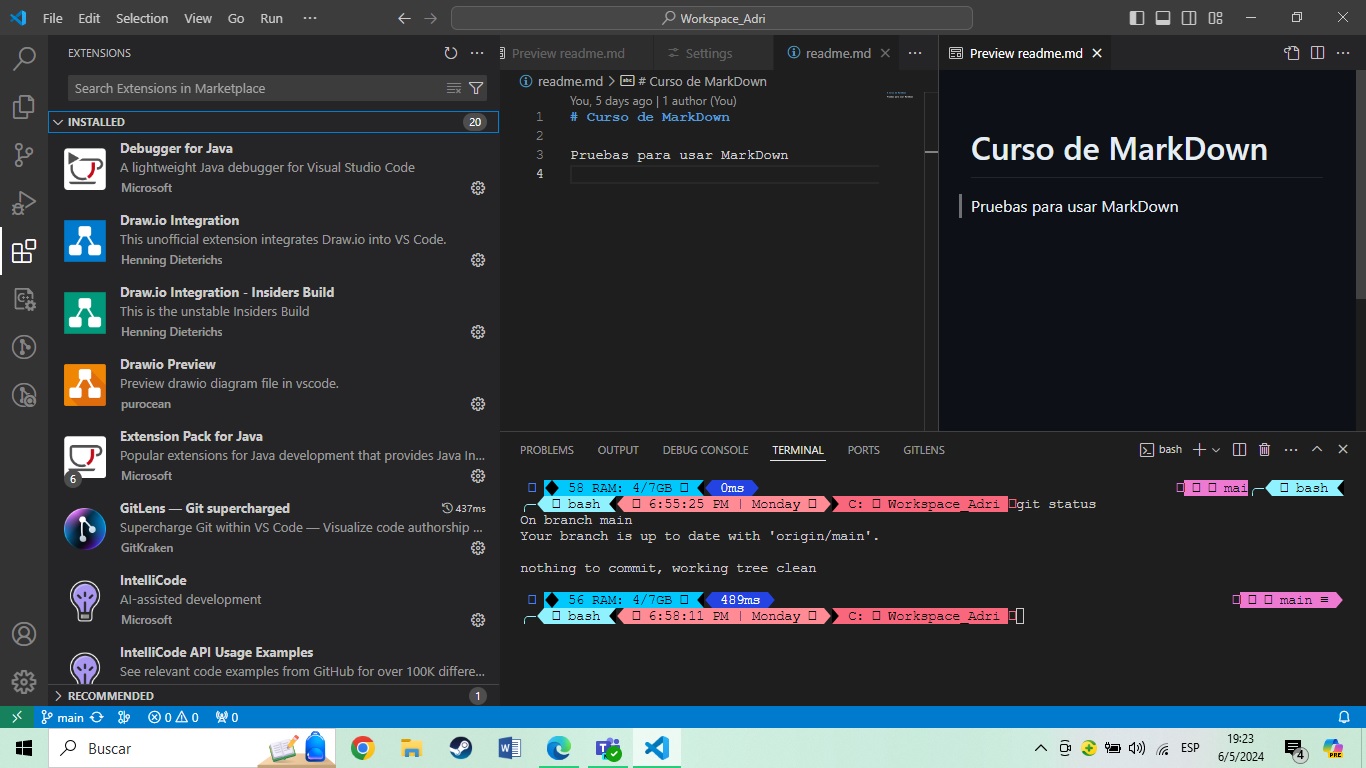 File Edit Selection View Go Run ··· Workspace_Adri
EXTENSIONS
Search Extensions in Marketplace
INSTALLED 20
Debugger for Java
A lightweight Java debugger for Visual Studio Code
Microsoft
Draw.io Integration
This unofficial extension integrates Draw.io into VS Code.
Henning Dieterichs
Draw.io Integration - Insiders Build
This is the unstable Insiders Build
Henning Dieterichs
Drawio Preview
Preview drawio diagram file in vscode.
purocean
Extension Pack for Java
Popular extensions for Java development that provides Java In...
Microsoft
6
GitLens — Git supercharged 437ms
Supercharge Git within VS Code — Visualize code authorship ...
GitKraken
IntelliCode
AI-assisted development
Microsoft
IntelliCode API Usage Examples
See relevant code examples from GitHub for over 100K differe...
RECOMMENDED 1
Preview readme.md Settings readme.md
readme.md > # Curso de MarkDown
You, 5 days ago | 1 author (You)
1 # Curso de MarkDown
2
3 Pruebas para usar MarkDown
4
Preview readme.md
Curso de MarkDown
Pruebas para usar MarkDown
PROBLEMS OUTPUT DEBUG CONSOLE TERMINAL PORTS GITLENS bash
58 RAM: 4/7GB 0ms mai bash
bash 6:55:25 PM | Monday C: Workspace_Adri git status
On branch main
Your branch is up to date with 'origin/main'.
nothing to commit, working tree clean
56 RAM: 4/7GB 489ms main ≡
bash 6:58:11 PM | Monday C: Workspace_Adri
main 0 0 0
Buscar ESP 19:23
6/5/2024 4 PRE